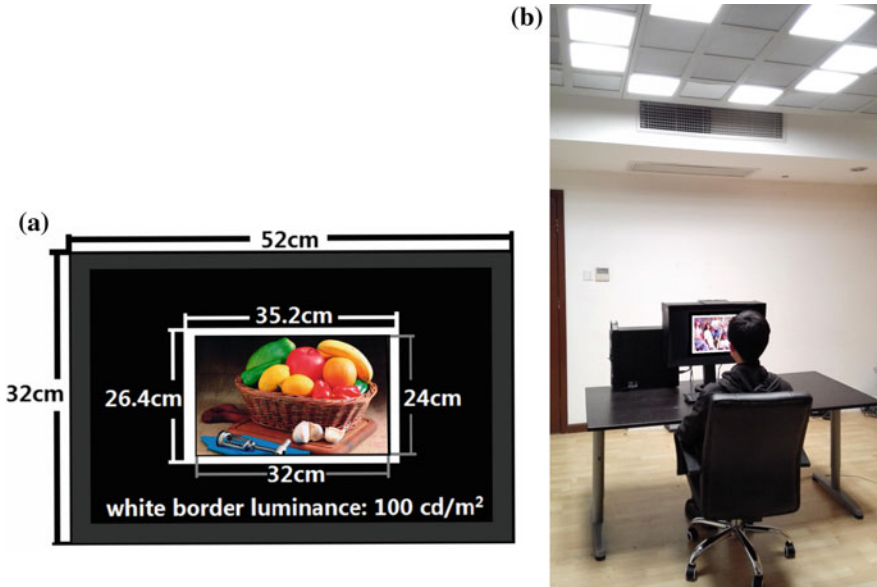 (b)
(a)
52cm
35.2cm
32cm
26.4cm
24cm
32cm
white border luminance: 100 cd/m²